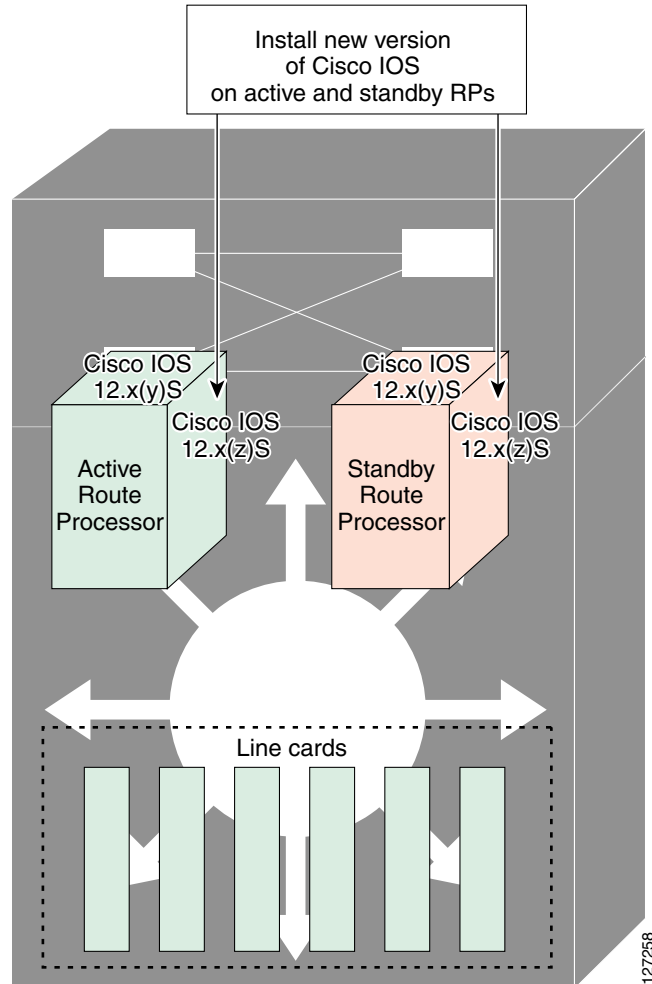 Install new version
of Cisco IOS
on active and standby RPs
Cisco IOS
12.x(y)S
Cisco IOS
12.x(z)S
Active
Route
Processor
Cisco IOS
12.x(y)S
Cisco IOS
12.x(z)S
Standby
Route
Processor
Line cards
127258